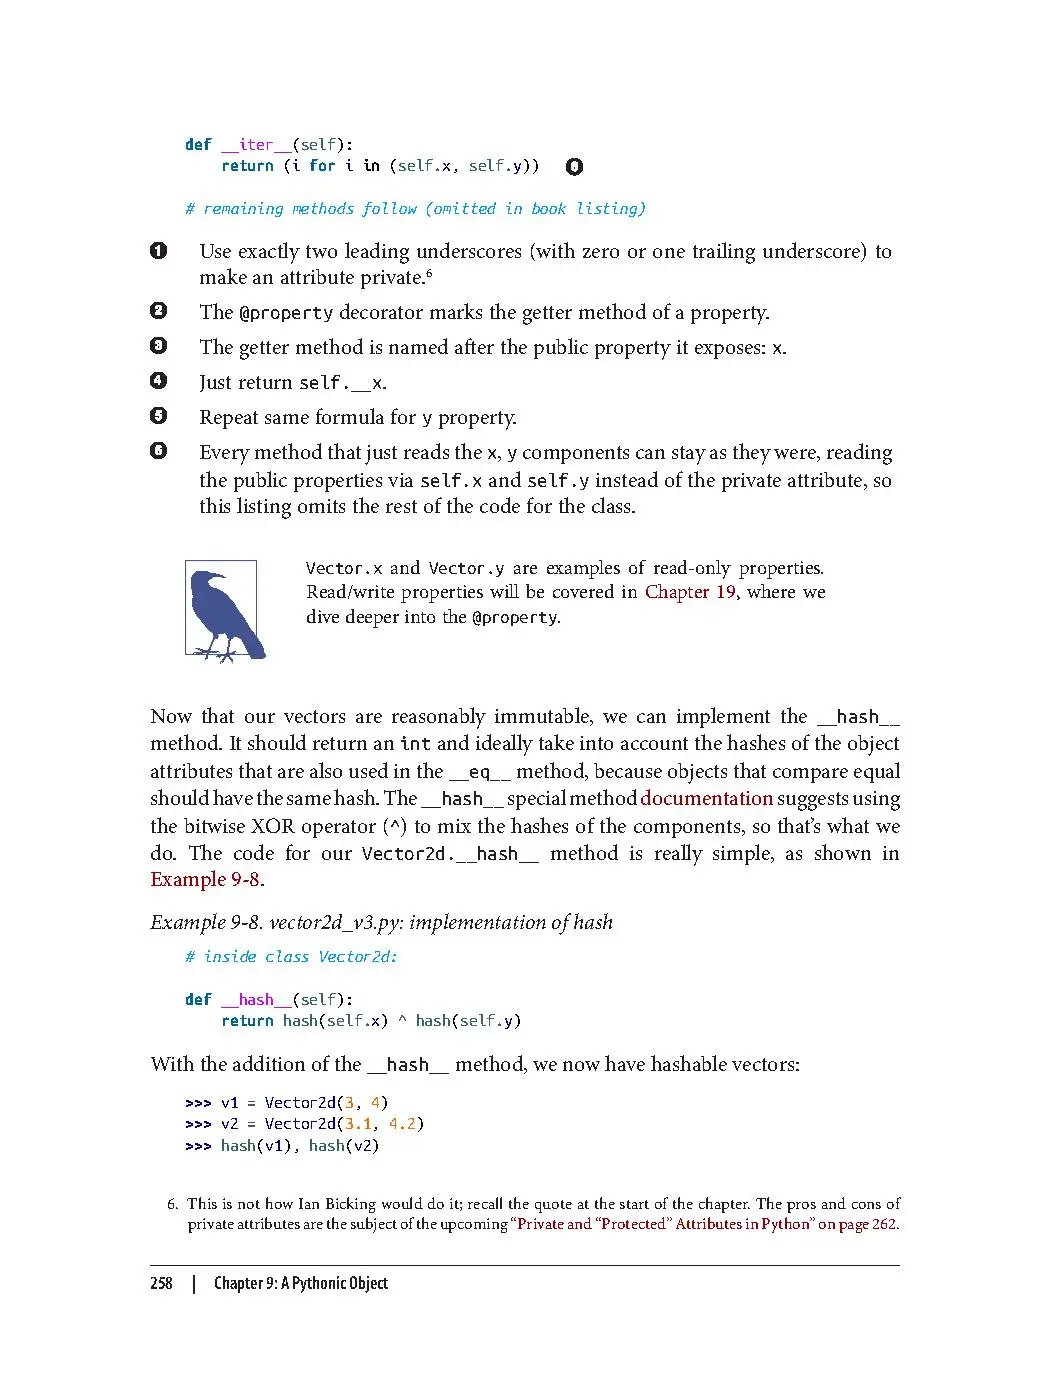 def __iter__(self):
    return (i for i in (self.x, self.y)) ❻
# remaining methods follow (omitted in book listing)
❶ Use exactly two leading underscores (with zero or one trailing underscore) to
make an attribute private.⁶
❷ The @property decorator marks the getter method of a property.
❸ The getter method is named after the public property it exposes: x.
❹ Just return self.__x.
❺ Repeat same formula for y property.
❻ Every method that just reads the x, y components can stay as they were, reading
the public properties via self.x and self.y instead of the private attribute, so
this listing omits the rest of the code for the class.
Vector.x and Vector.y are examples of read-only properties.
Read/write properties will be covered in Chapter 19, where we
dive deeper into the @property.
Now that our vectors are reasonably immutable, we can implement the __hash__
method. It should return an int and ideally take into account the hashes of the object
attributes that are also used in the __eq__ method, because objects that compare equal
should have the same hash. The __hash__ special method documentation suggests using
the bitwise XOR operator (^) to mix the hashes of the components, so that’s what we
do. The code for our Vector2d.__hash__ method is really simple, as shown in
Example 9-8.
Example 9-8. vector2d_v3.py: implementation of hash
# inside class Vector2d:
def __hash__(self):
    return hash(self.x) ^ hash(self.y)
With the addition of the __hash__ method, we now have hashable vectors:
>>> v1 = Vector2d(3, 4)
>>> v2 = Vector2d(3.1, 4.2)
>>> hash(v1), hash(v2)
6. This is not how Ian Bicking would do it; recall the quote at the start of the chapter. The pros and cons of
private attributes are the subject of the upcoming “Private and “Protected” Attributes in Python” on page 262.
258 | Chapter 9: A Pythonic Object